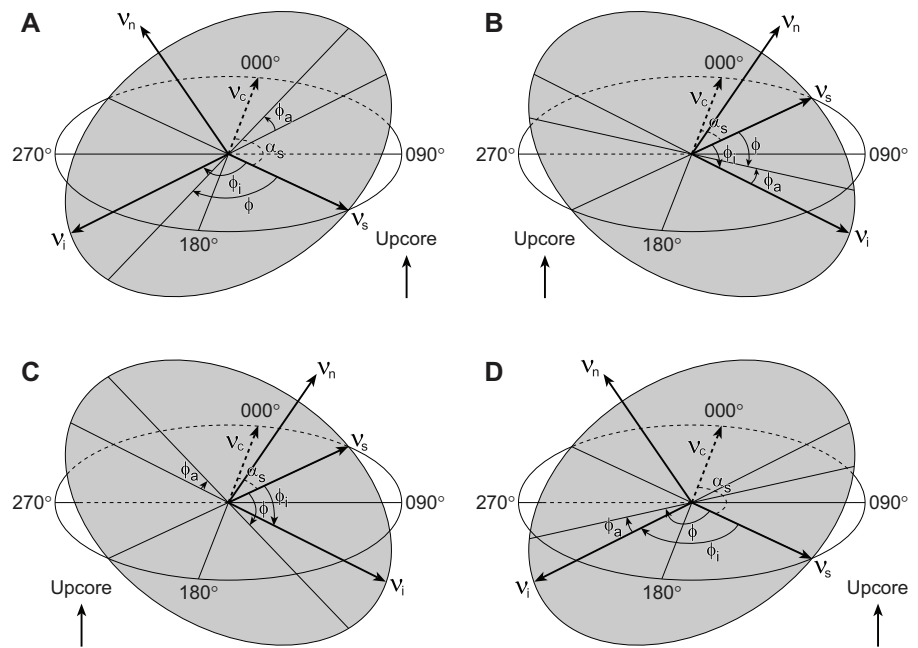 A
νn
000°
νc
ϕa
αs
270°
090°
ϕi
ϕ
νi
180°
νs
Upcore
B
νn
000°
νs
νc
αs
ϕ
ϕi
270°
090°
ϕa
180°
νi
Upcore
C
νn
000°
νc
νs
ϕa
αs
ϕi
ϕ
270°
090°
νi
180°
Upcore
D
νn
000°
νc
αs
270°
090°
ϕa
ϕ
ϕi
νi
180°
νs
Upcore